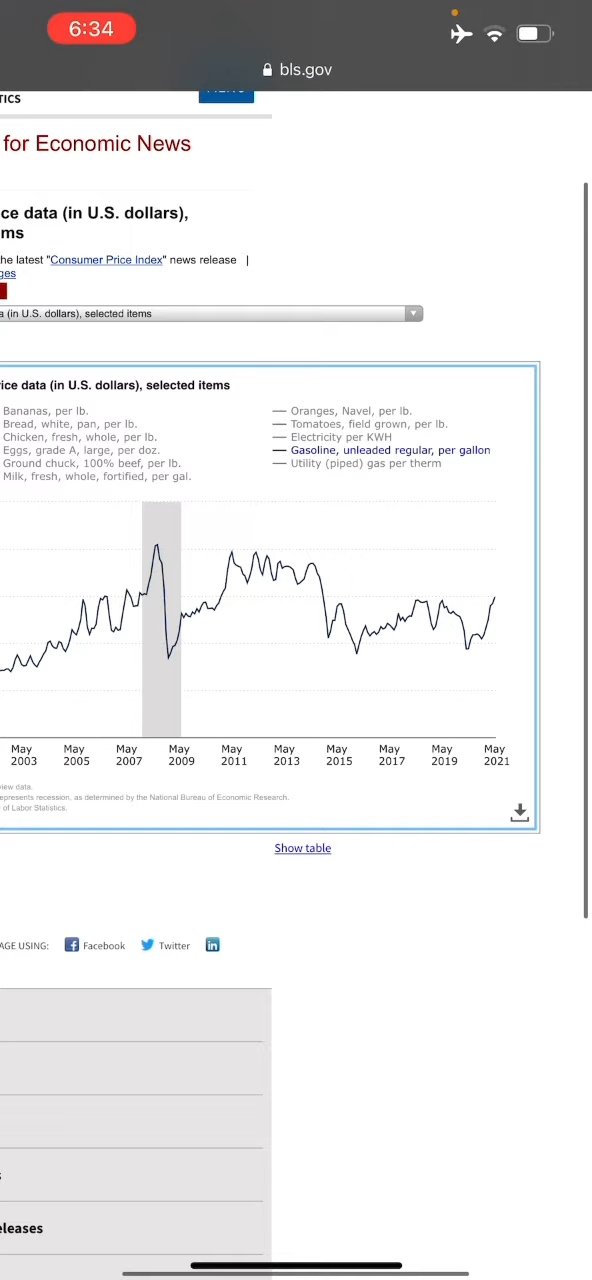 6:34
bls.gov
TICS
MENU
for Economic News
ce data (in U.S. dollars),
ms
he latest "Consumer Price Index" news release |
ges
a (in U.S. dollars), selected items
ice data (in U.S. dollars), selected items
Bananas, per lb.
Bread, white, pan, per lb.
Chicken, fresh, whole, per lb.
Eggs, grade A, large, per doz.
Ground chuck, 100% beef, per lb.
Milk, fresh, whole, fortified, per gal.
Oranges, Navel, per lb.
Tomatoes, field grown, per lb.
Electricity per KWH
Gasoline, unleaded regular, per gallon
Utility (piped) gas per therm
May 2003 May 2005 May 2007 May 2009 May 2011 May 2013 May 2015 May 2017 May 2019 May 2021
iew data.
epresents recession, as determined by the National Bureau of Economic Research.
of Labor Statistics.
Show table
AGE USING: Facebook Twitter in
s
eleases